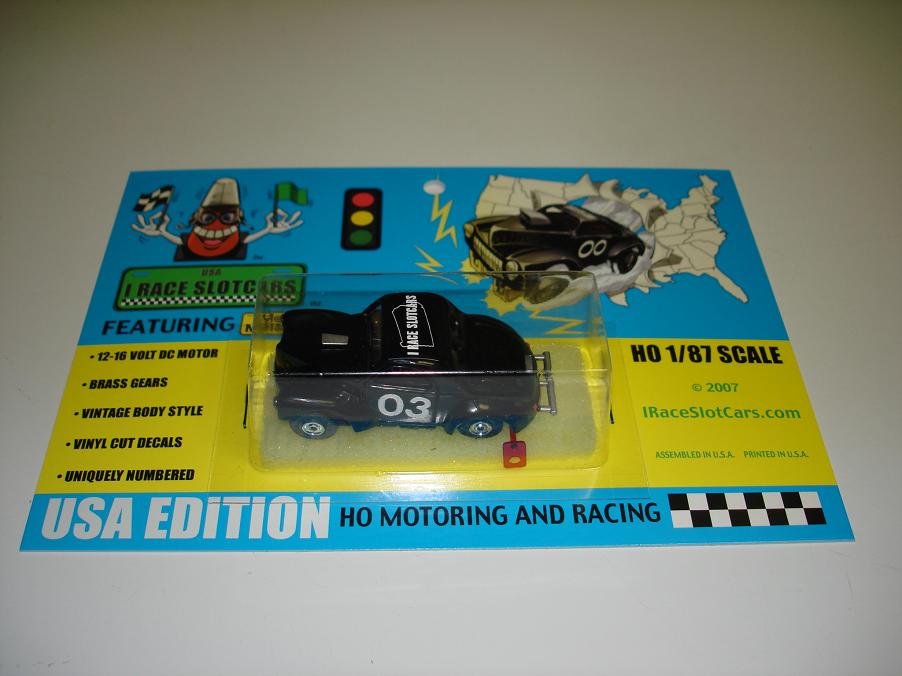 USA
I RACE SLOTCARS
FEATURING
• 12-16 VOLT DC MOTOR
• BRASS GEARS
• VINTAGE BODY STYLE
• VINYL CUT DECALS
• UNIQUELY NUMBERED
00
I RACE SLOTCARS
03
HO 1/87 SCALE
© 2007
IRaceSlotCars.com
ASSEMBLED IN U.S.A. PRINTED IN U.S.A.
USA EDITION HO MOTORING AND RACING